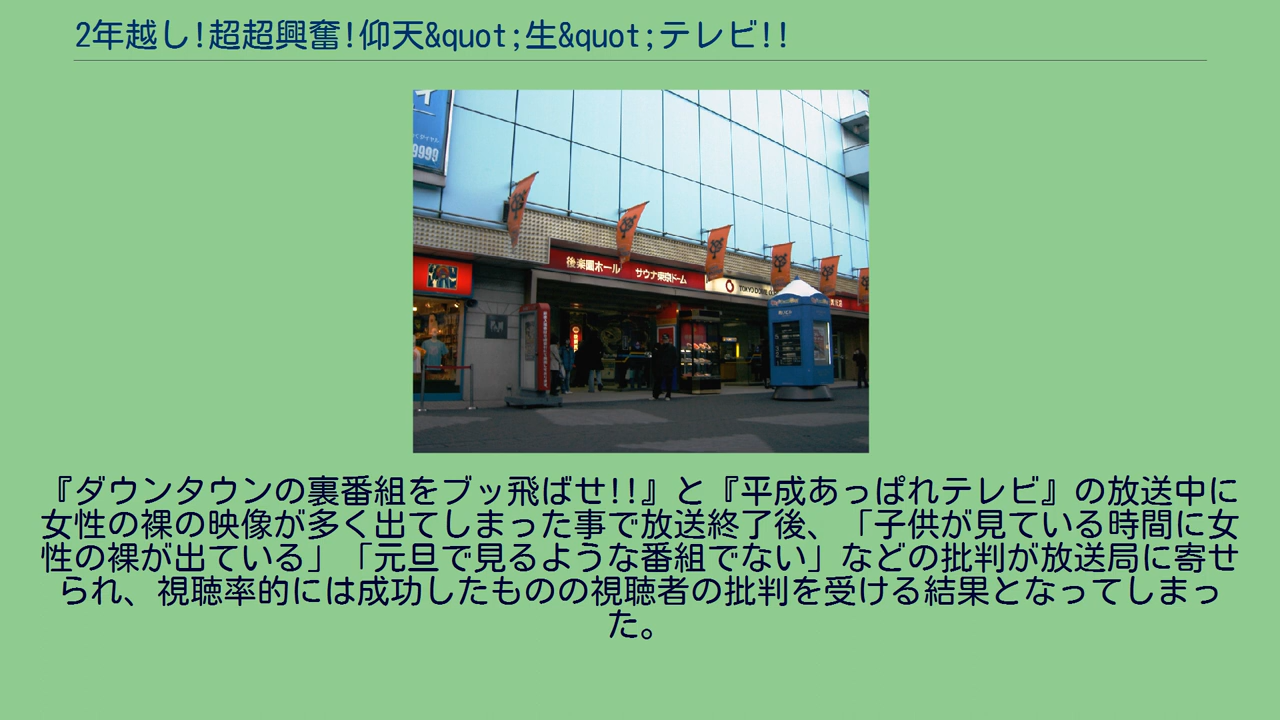 2年越し!超超興奮!仰天&quot;生&quot;テレビ!!
9999
後楽園ホール サウナ東京ドーム
TOKYO DOME
『ダウンタウンの裏番組をブッ飛ばせ!!』と『平成あっぱれテレビ』の放送中に
女性の裸の映像が多く出てしまった事で放送終了後、「子供が見ている時間に女
性の裸が出ている」「元旦で見るような番組でない」などの批判が放送局に寄せ
られ、視聴率的には成功したものの視聴者の批判を受ける結果となってしまっ
た。